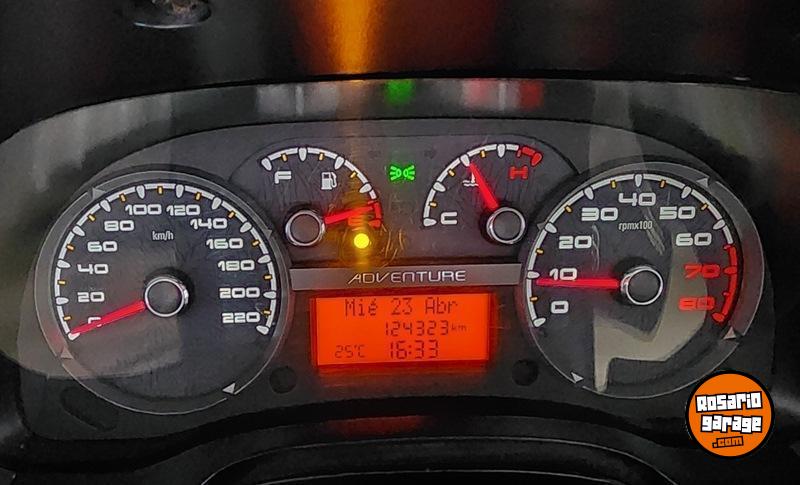 F
E
C
H
0
20
40
60
80
100
120
140
160
180
200
220
km/h
0
10
20
30
40
50
60
70
80
rpmx100
ADVENTURE
Mié 23 Abr
124323 km
25°C 16:33
Rosario
garage
.com